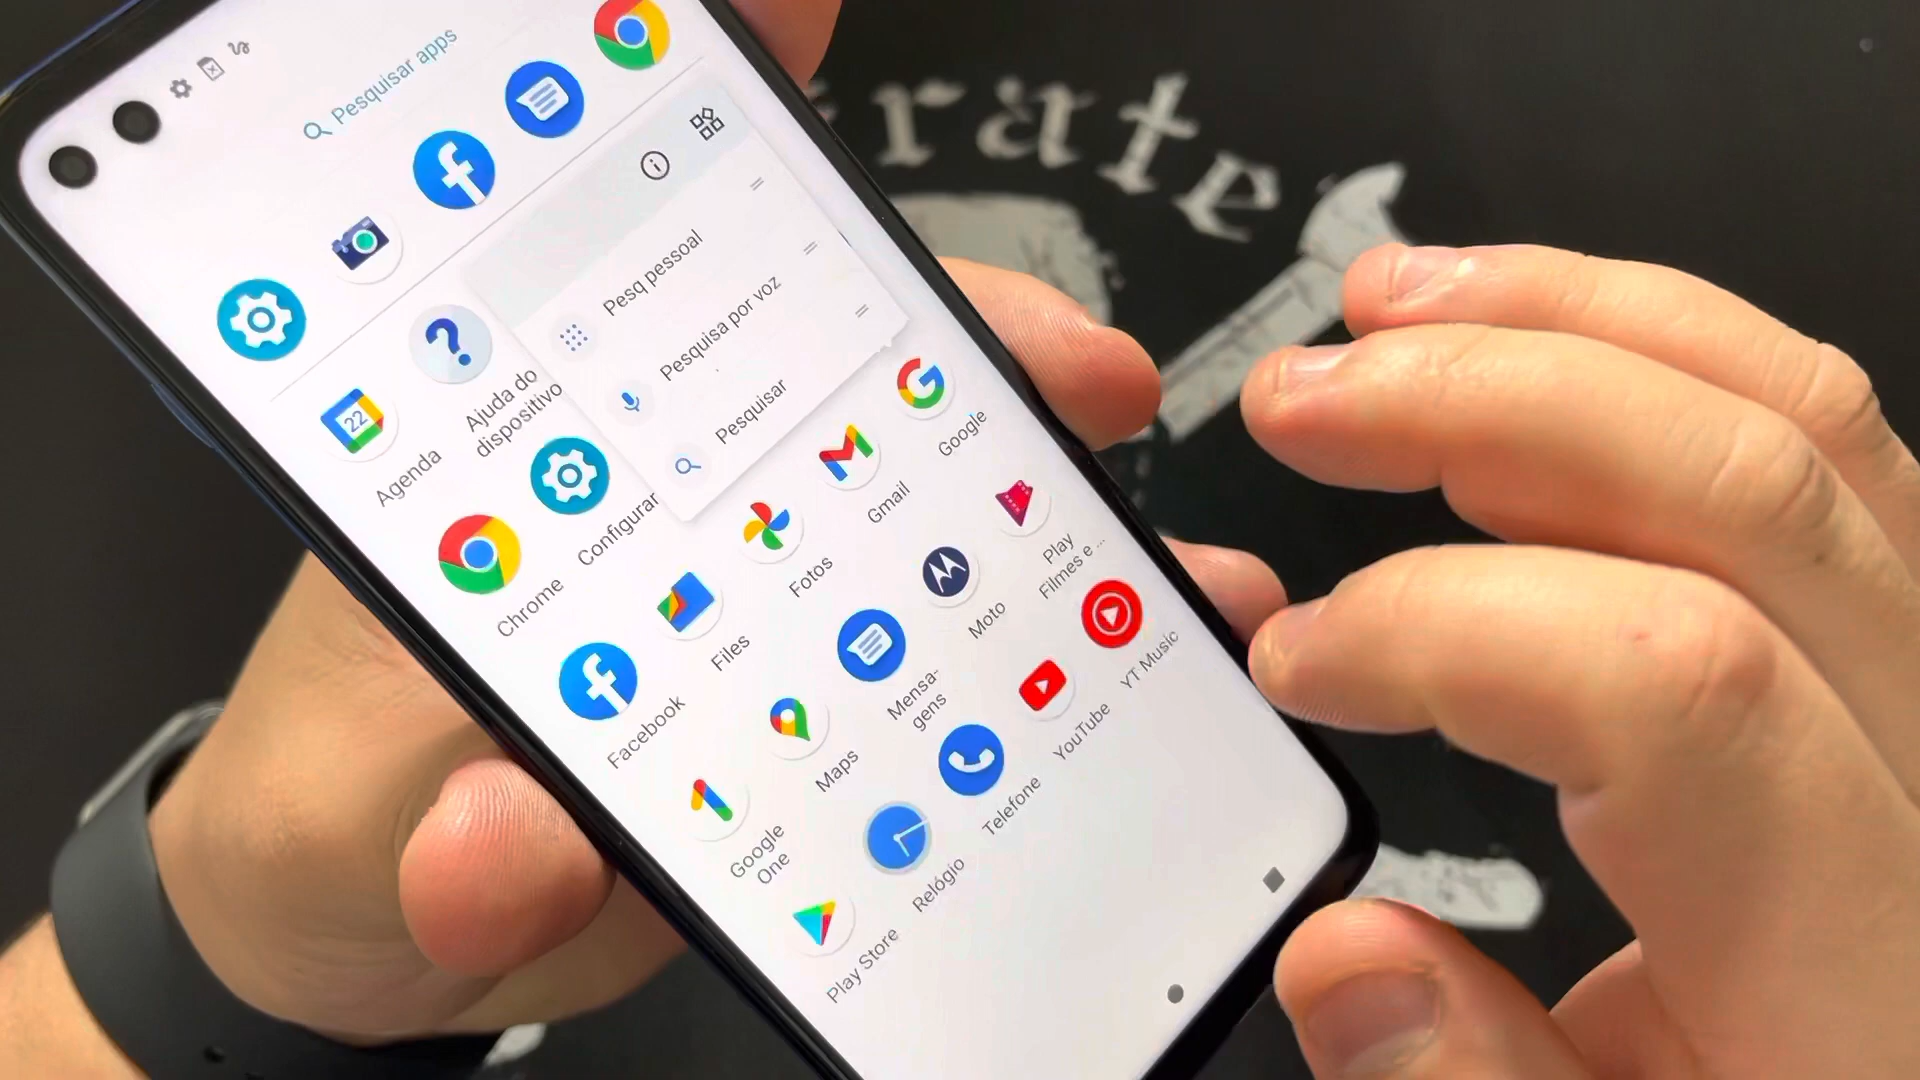 rate
Pesquisar apps
Pesq pessoal
Pesquisa por voz
Pesquisar
Agenda
22
Ajuda do
dispositivo
Chrome
Configurar
Fotos
Gmail
Google
Facebook
Files
Mensa-
gens
Moto
Play
Filmes e ...
Google
One
Maps
Telefone
YouTube
YT Music
Play Store
Relógio